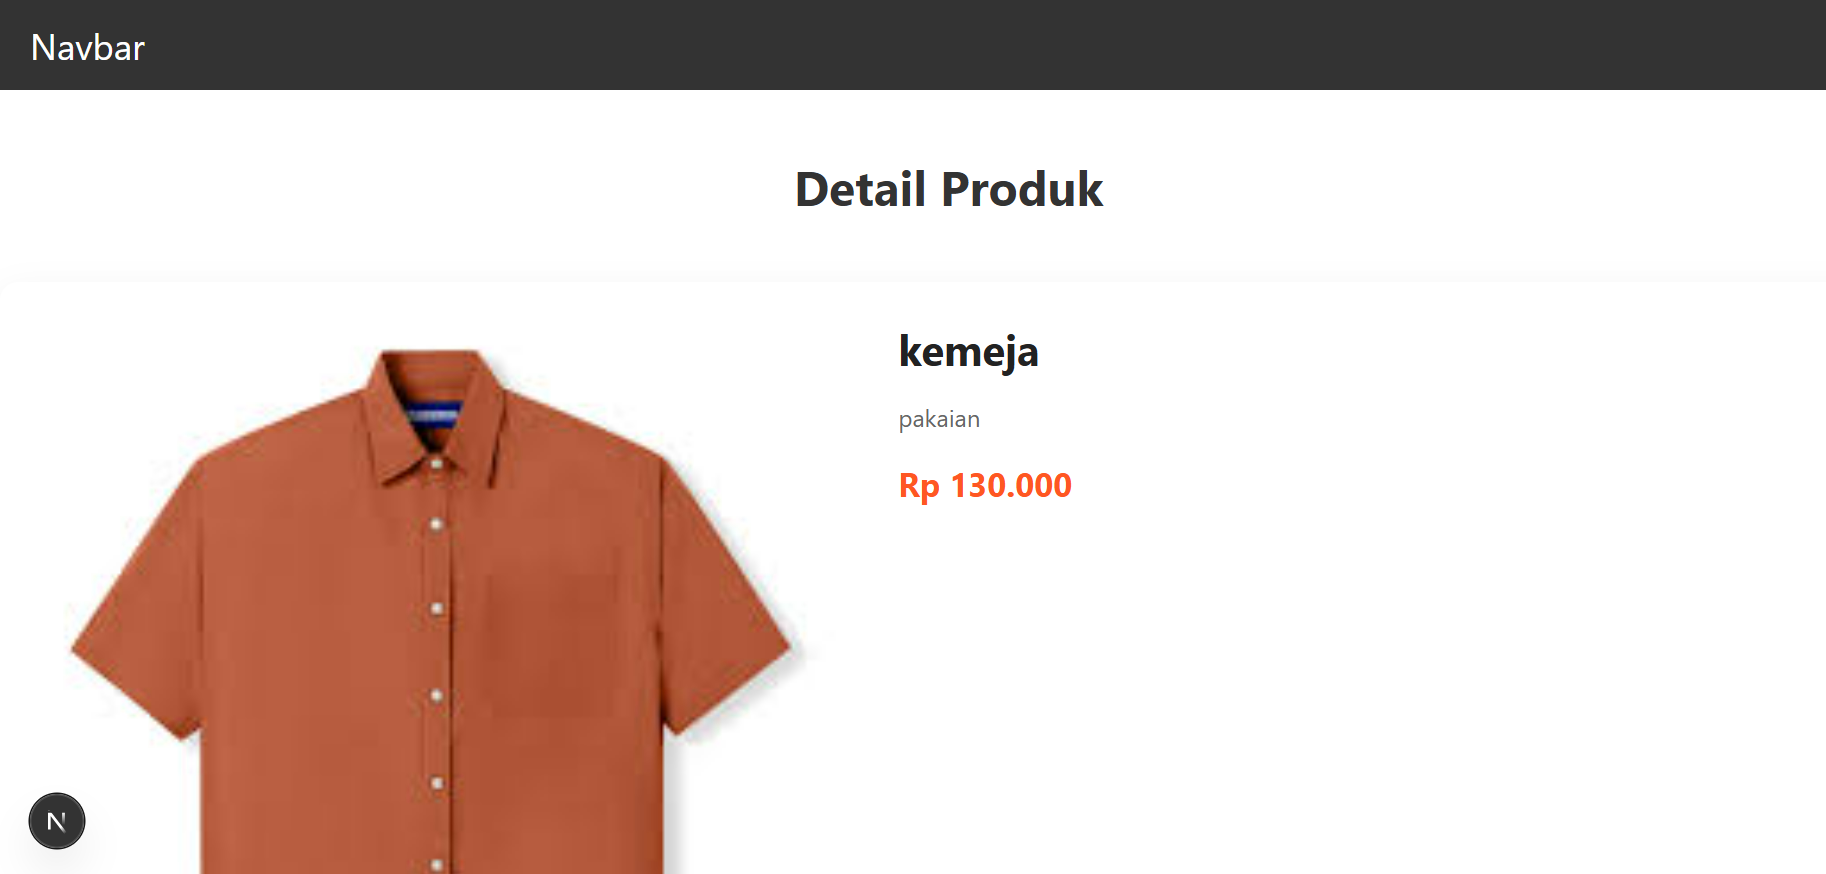 Navbar
Detail Produk
kemeja
pakaian
Rp 130.000
N